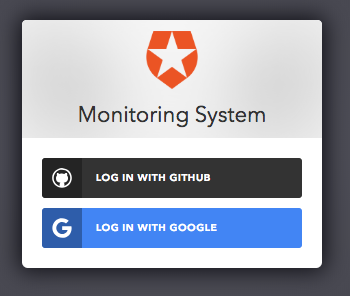 Monitoring System
LOG IN WITH GITHUB
LOG IN WITH GOOGLE